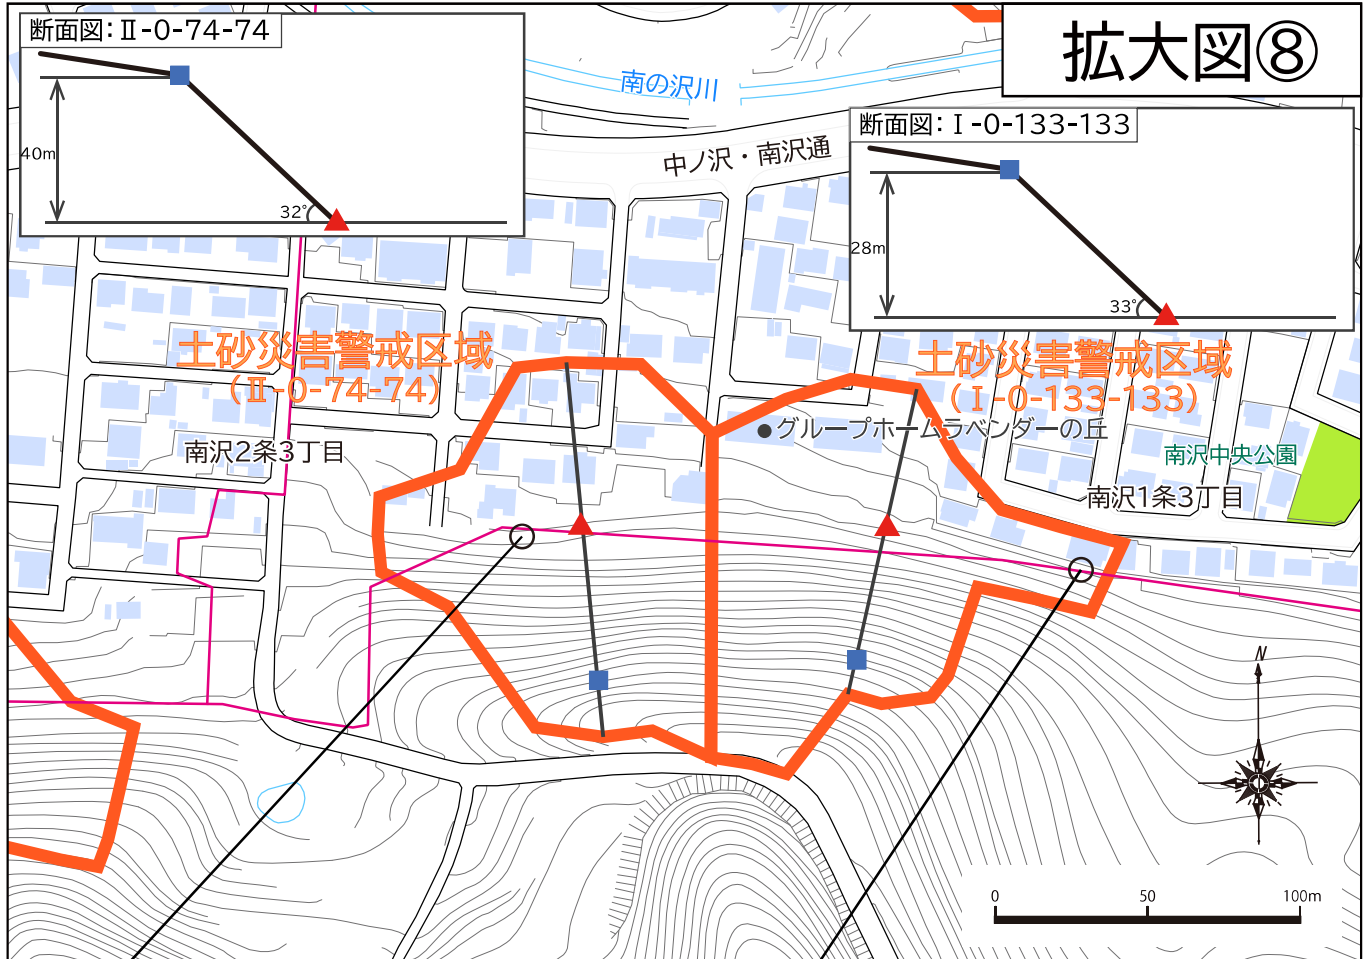 断面図：Ⅱ-0-74-74
40m
32°
拡大図⑧
南の沢川
中ノ沢・南沢通
断面図：Ⅰ-0-133-133
28m
33°
土砂災害警戒区域
（Ⅱ-0-74-74）
土砂災害警戒区域
（Ⅰ-0-133-133）
●グループホームラベンダーの丘
南沢2条3丁目
南沢中央公園
南沢1条3丁目
N
0 50 100m